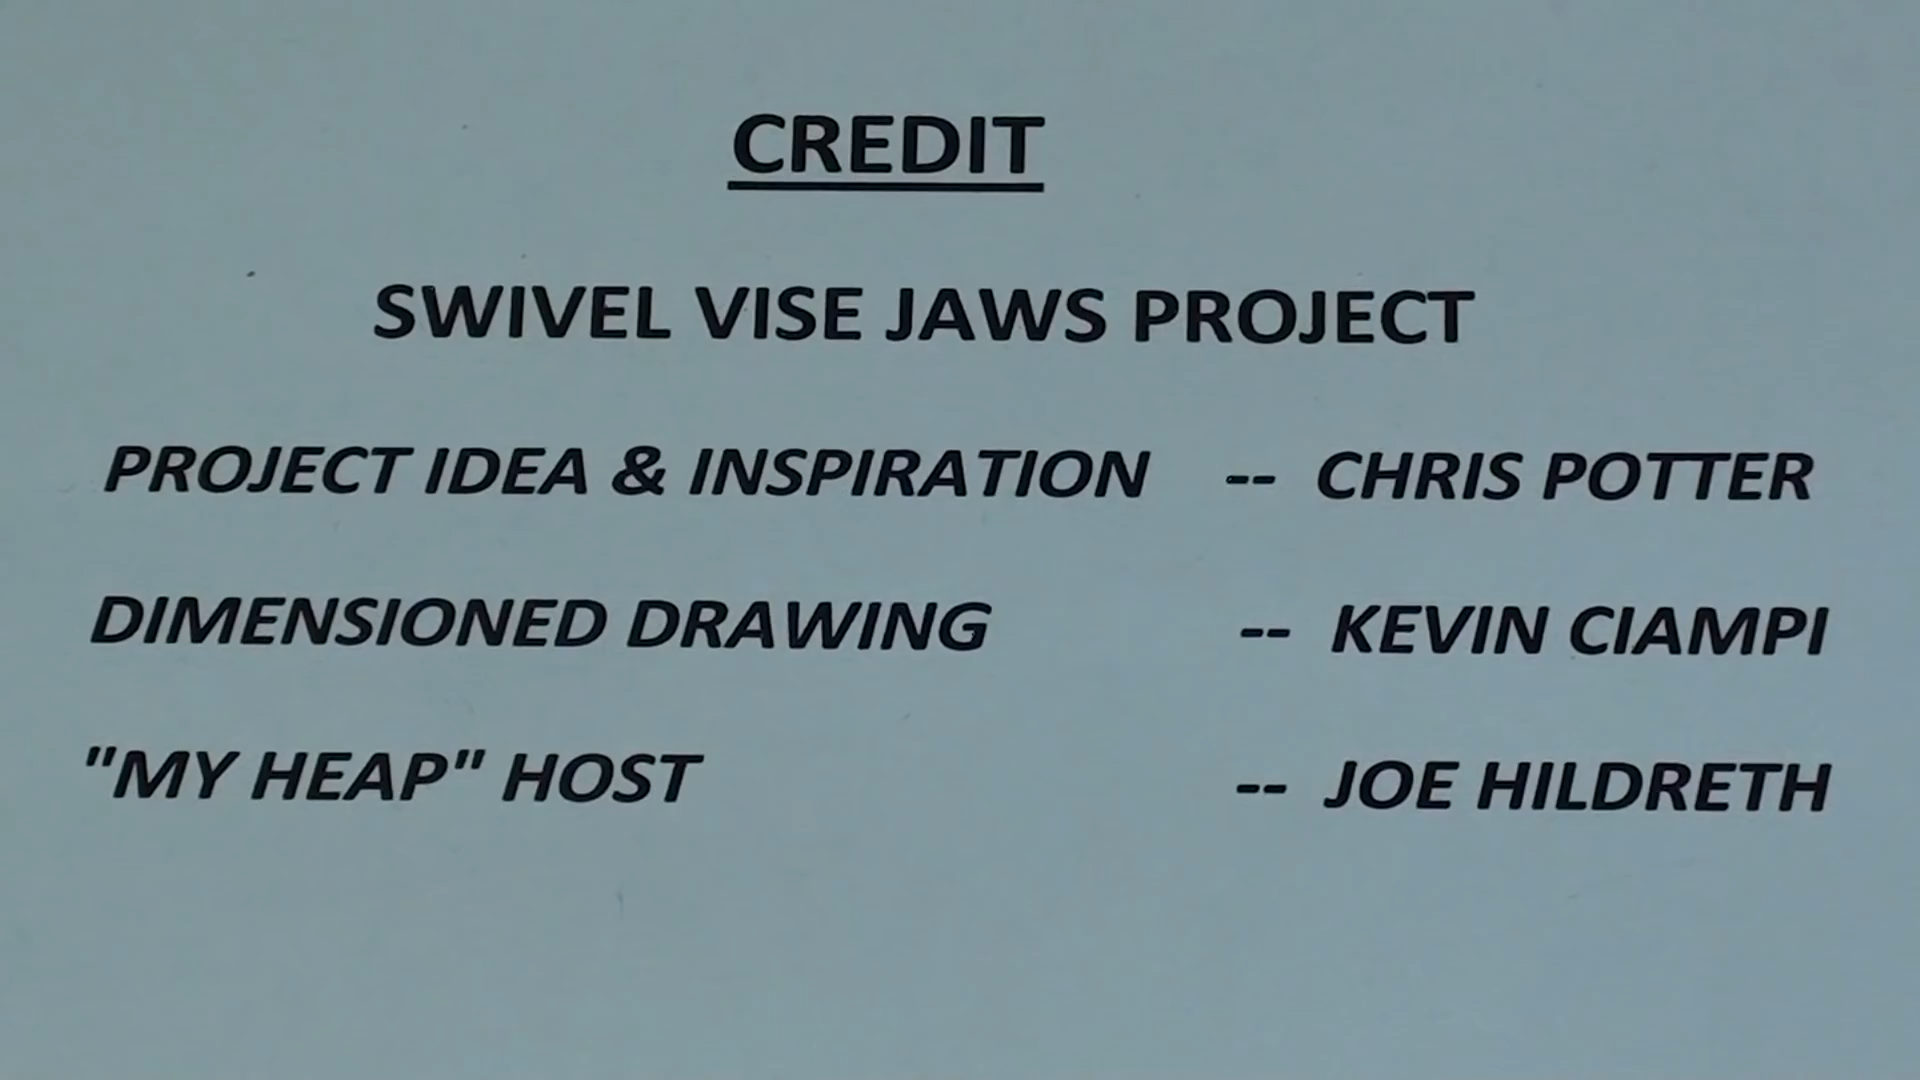 CREDIT
SWIVEL VISE JAWS PROJECT
PROJECT IDEA & INSPIRATION -- CHRIS POTTER
DIMENSIONED DRAWING -- KEVIN CIAMPI
"MY HEAP" HOST -- JOE HILDRETH